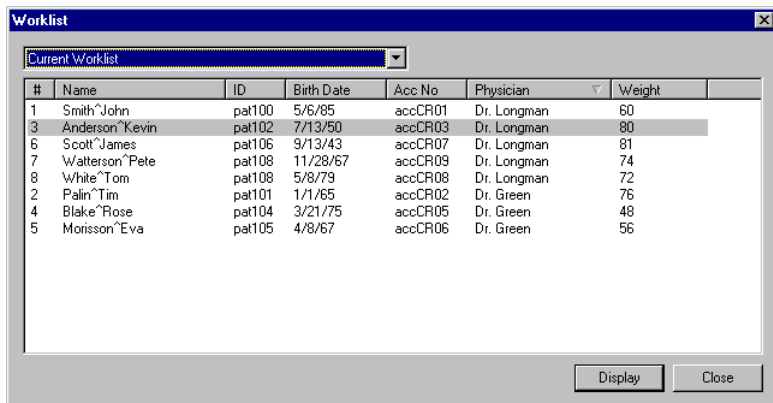 Worklist
Current Worklist
# Name ID Birth Date Acc No Physician Weight
1 Smith^John pat100 5/6/85 accCR01 Dr. Longman 60
3 Anderson^Kevin pat102 7/13/50 accCR03 Dr. Longman 80
6 Scott^James pat106 9/13/43 accCR07 Dr. Longman 81
7 Watterson^Pete pat108 11/28/67 accCR09 Dr. Longman 74
8 White^Tom pat108 5/8/79 accCR08 Dr. Longman 72
2 Palin^Tim pat101 1/1/65 accCR02 Dr. Green 76
4 Blake^Rose pat104 3/21/75 accCR05 Dr. Green 48
5 Morisson^Eva pat105 4/8/67 accCR06 Dr. Green 56
Display Close